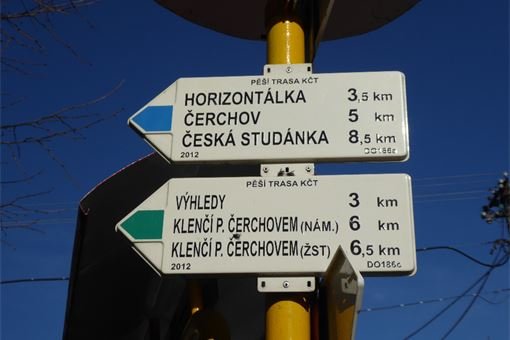 PĚŠÍ TRASA KČT
HORIZONTÁLKA 3,5 km
ČERCHOV 5 km
ČESKÁ STUDÁNKA 8,5 km
2012 DO186c
PĚŠÍ TRASA KČT
VÝHLEDY 3 km
KLENČÍ P. ČERCHOVEM (NÁM.) 6 km
KLENČÍ P. ČERCHOVEM (ŽST) 6,5 km
2012 DO186c